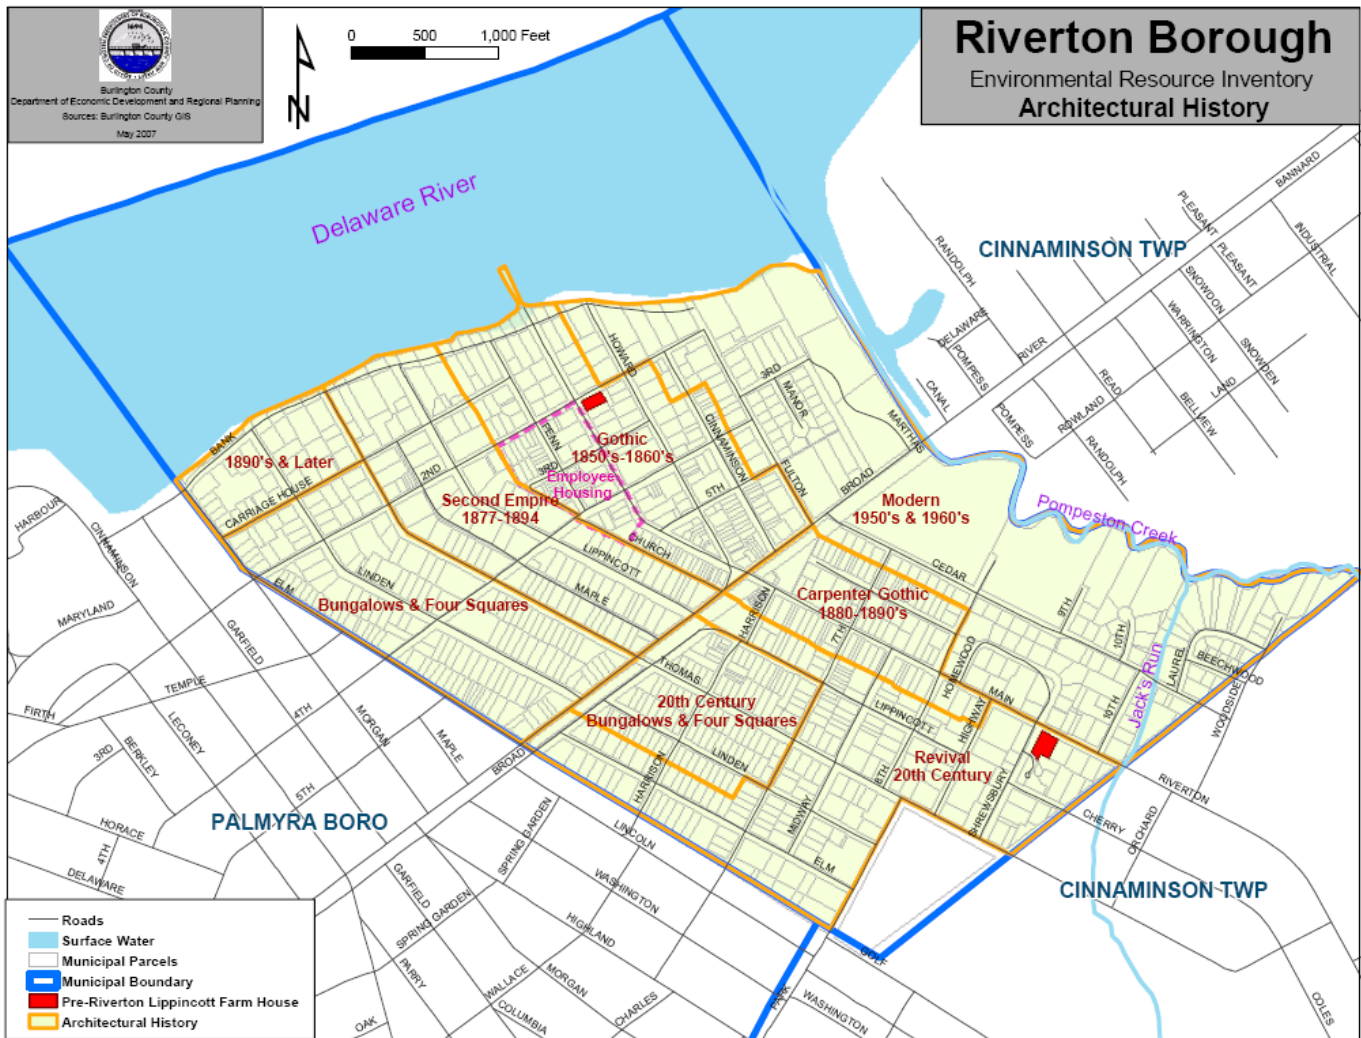 Burlington County
Department of Economic Development and Regional Planning
Sources: Burlington County GIS
May 2007
0 500 1,000 Feet
N
Riverton Borough
Environmental Resource Inventory
Architectural History
Delaware River
CINNAMINSON TWP
BANNARD
PLEASANT
PLEASANT
INDUSTRIAL
RANDOLPH
SNOWDON
WARRINGTON
SNOWDEN
DELAWARE
POMPESS
RIVER
READ
LAND
BELLVIEW
CANAL
POMPESS
ROWLAND
RANDOLPH
HOWARD
3RD
MANOR
CINNAMINSON
MARTHAS
BANK
1890's & Later
CARRIAGE HOUSE
2ND
PENN
3RD
Gothic
1850's-1860's
Employee
Housing
5TH
FULTON
BROAD
Second Empire
1877-1894
Modern
1950's & 1960's
Pompeston Creek
HARBOUR
CINNAMINSON
CHURCH
LIPPINCOTT
MAPLE
LINDEN
ELM
Bungalows & Four Squares
CEDAR
Carpenter Gothic
1880-1890's
HARRISON
7TH
9TH
10TH
MARYLAND
GARFIELD
TEMPLE
FIRTH
LECONEY
4TH
MORGAN
MAPLE
3RD
BERKLEY
5TH
BROAD
THOMAS
20th Century
Bungalows & Four Squares
LINDEN
HARRISON
LIPPINCOTT
HOMEWOOD
MAIN
HIGHWAY
10TH
Jack's Run
LAUREL
BEECHWOOD
WOODSIDE
Revival
20th Century
8TH
MIDWAY
SHREWSBURY
RIVERTON
CHERRY
ORCHARD
ELM
PALMYRA BORO
HORACE
4TH
DELAWARE
SPRING GARDEN
LINCOLN
GARFIELD
SPRING GARDEN
WASHINGTON
HIGHLAND
CINNAMINSON TWP
GOLF
PARRY
WALLACE
MORGAN
COLUMBIA
CHARLES
OAK
PARK
WASHINGTON
COLES
Roads
Surface Water
Municipal Parcels
Municipal Boundary
Pre-Riverton Lippincott Farm House
Architectural History